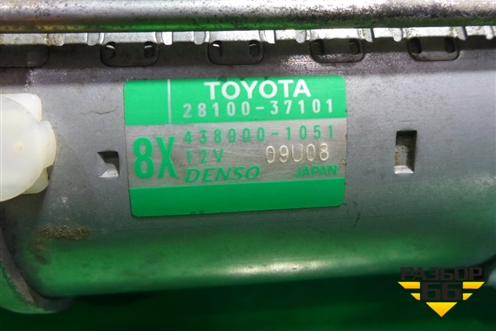 TOYOTA
28100-37101
8X 438000-1051
12V 09U08
DENSO JAPAN
РАЗБОР
66